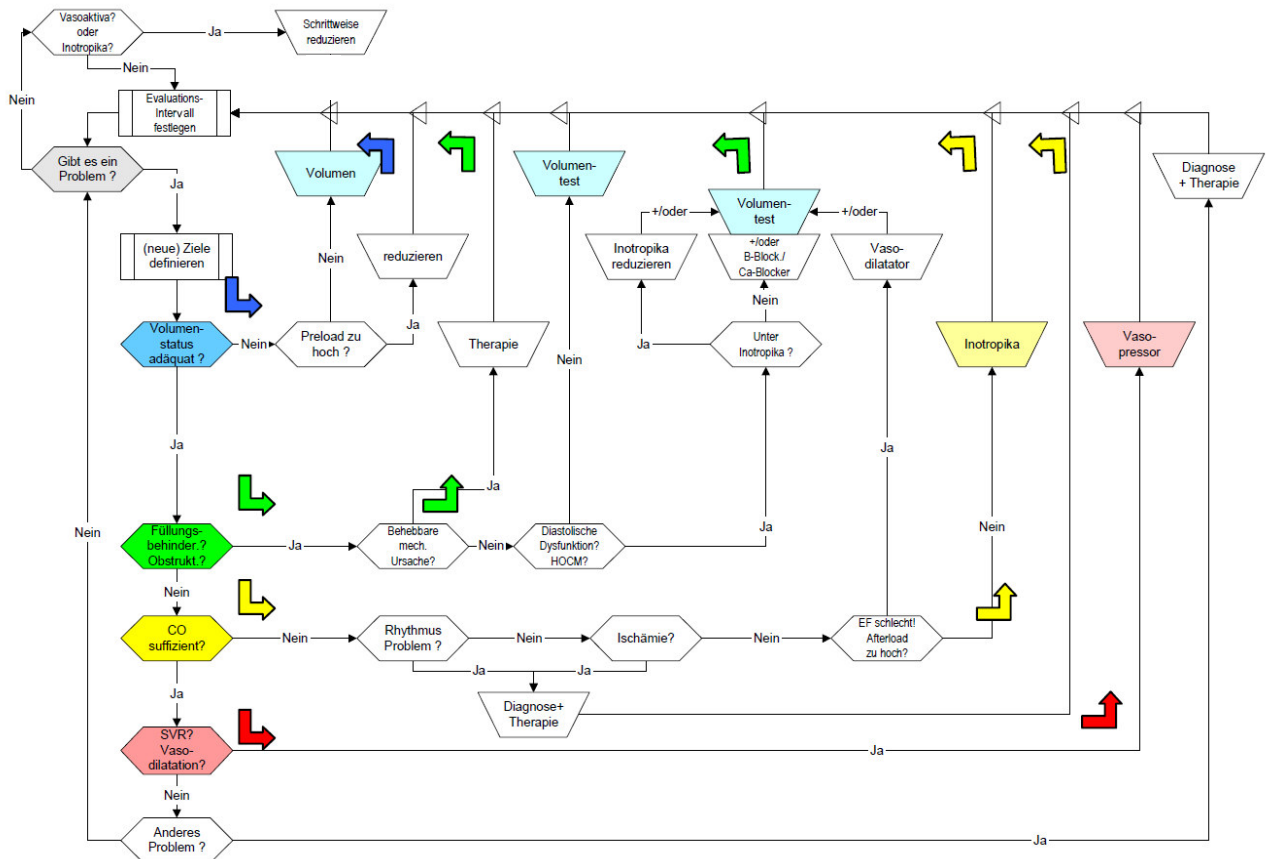 Vasoaktiva?
oder
Inotropika?
Ja
Schrittweise
reduzieren
Nein
Nein
Evaluations-
Intervall
festlegen
Gibt es ein
Problem ?
Ja
(neue) Ziele
definieren
Volumen-
status
adäquat ?
Nein
Preload zu
hoch ?
Nein
Volumen
Ja
reduzieren
Therapie
Volumen-
test
Nein
+/oder
Volumen-
test
+/oder
Inotropika
reduzieren
+/oder
B-Block./
Ca-Blocker
Vaso-
dilatator
Nein
Ja
Unter
Inotropika ?
Inotropika
Vaso-
pressor
Diagnose
+ Therapie
Ja
Ja
Ja
Ja
Nein
Nein
Füllungs-
behinder.?
Obstrukt.?
Ja
Behebbare
mech.
Ursache?
Nein
Diastolische
Dysfunktion?
HOCM?
Nein
CO
suffizient?
Nein
Rhythmus
Problem ?
Nein
Ischämie?
Nein
EF schlecht!
Afterload
zu hoch?
Ja
Ja
Ja
Diagnose+
Therapie
SVR?
Vaso-
dilatation?
Ja
Nein
Anderes
Problem ?
Ja